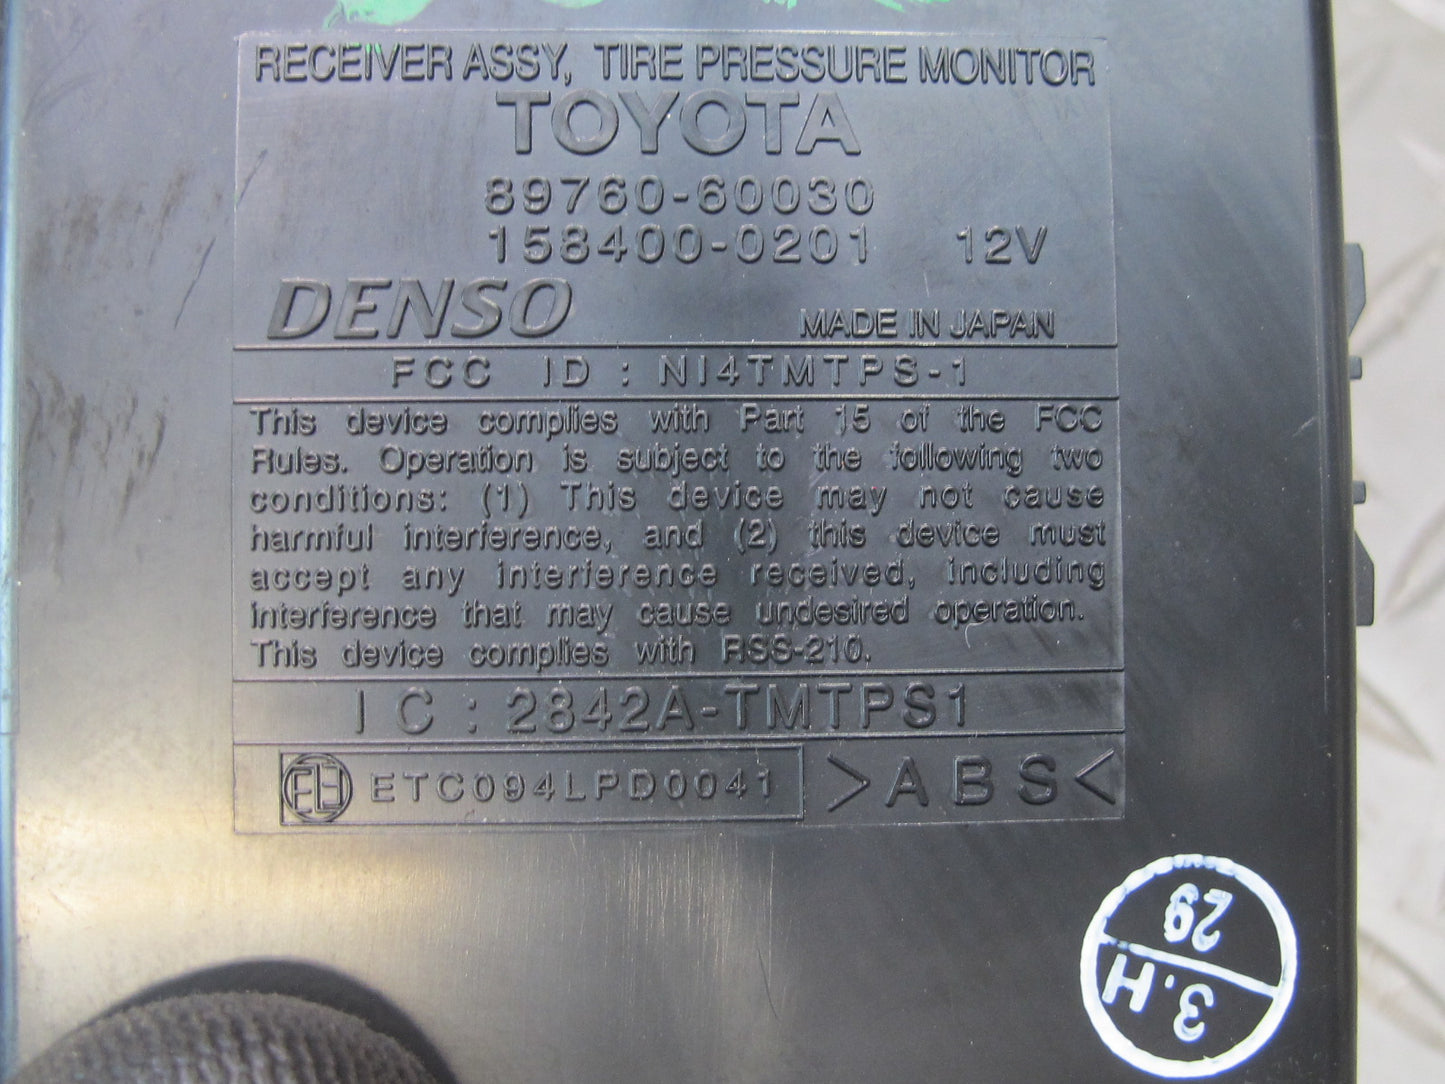 RECEIVER ASSY, TIRE PRESSURE MONITOR
TOYOTA
89760-60030
158400-0201 12V
DENSO MADE IN JAPAN
FCC ID : NI4TMTPS-1
This device complies with Part 15 of the FCC
Rules. Operation is subject to the following two
conditions: (1) This device may not cause
harmful interference, and (2) this device must
accept any interference received, including
interference that may cause undesired operation.
This device complies with RSS-210.
IC : 2842A-TMTPS1
ETC094LPD0041 >ABS<
3.H
29